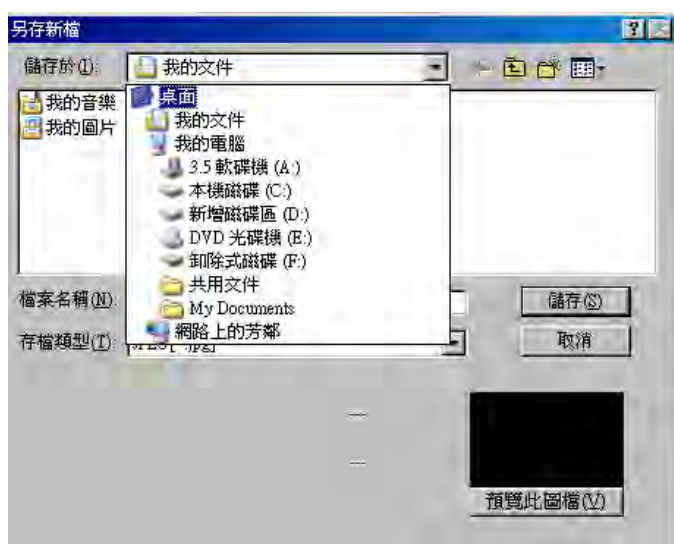 另存新檔
儲存於(I):
我的文件
我的音樂
我的圖片
桌面
我的文件
我的電腦
3.5 軟碟機 (A:)
本機磁碟 (C:)
新增磁碟區 (D:)
DVD 光碟機 (E:)
卸除式磁碟 (F:)
共用文件
My Documents
網路上的芳鄰
檔案名稱(N):
儲存(S)
存檔類型(T):
取消
---
---
預覽此圖檔(V)